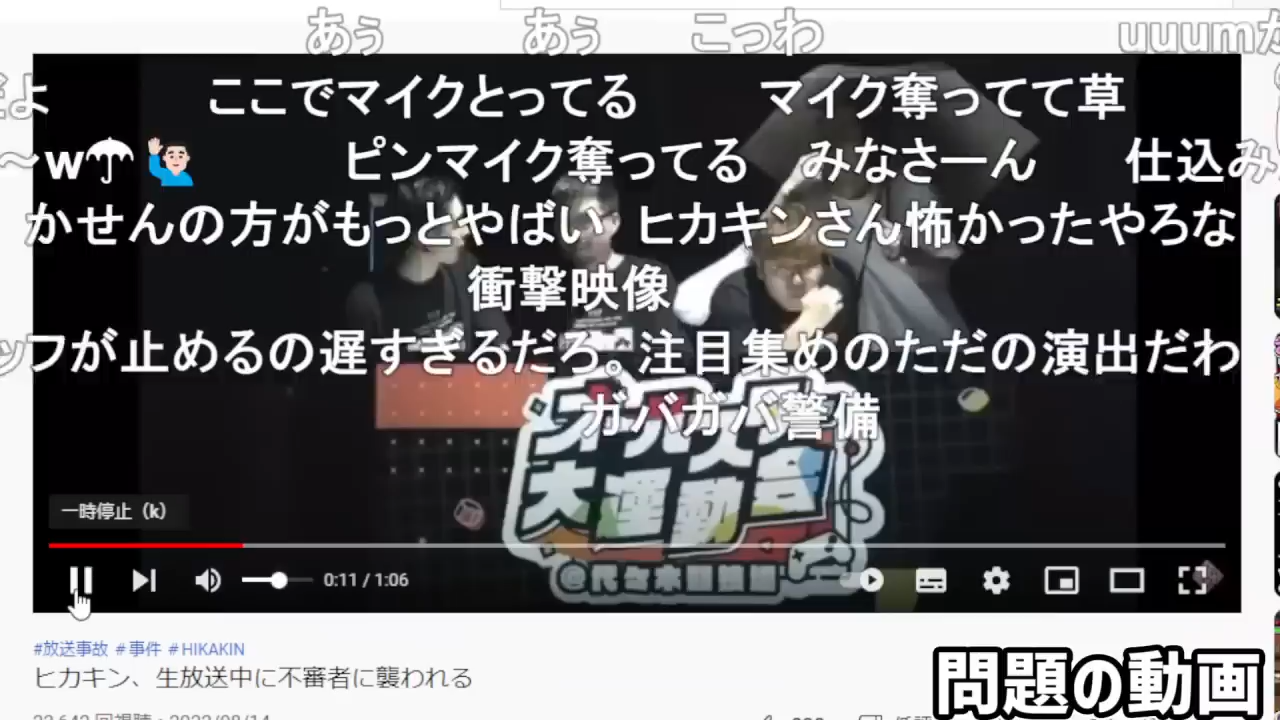 あぅ あぅ こっわ uuumが
だよ ここでマイクとってる マイク奪ってて草
〜w☂🙋🏻‍♂️ ピンマイク奪ってる みなさーん 仕込み
かせんの方がもっとやばい ヒカキンさん怖かったやろな
衝撃映像
ッフが止めるの遅すぎるだろ。注目集めのただの演出だわ
ガバガバ警備
大運動会
一時停止 (k)
0:11 / 1:06
#放送事故 #事件 #HIKAKIN
ヒカキン、生放送中に不審者に襲われる
問題の動画